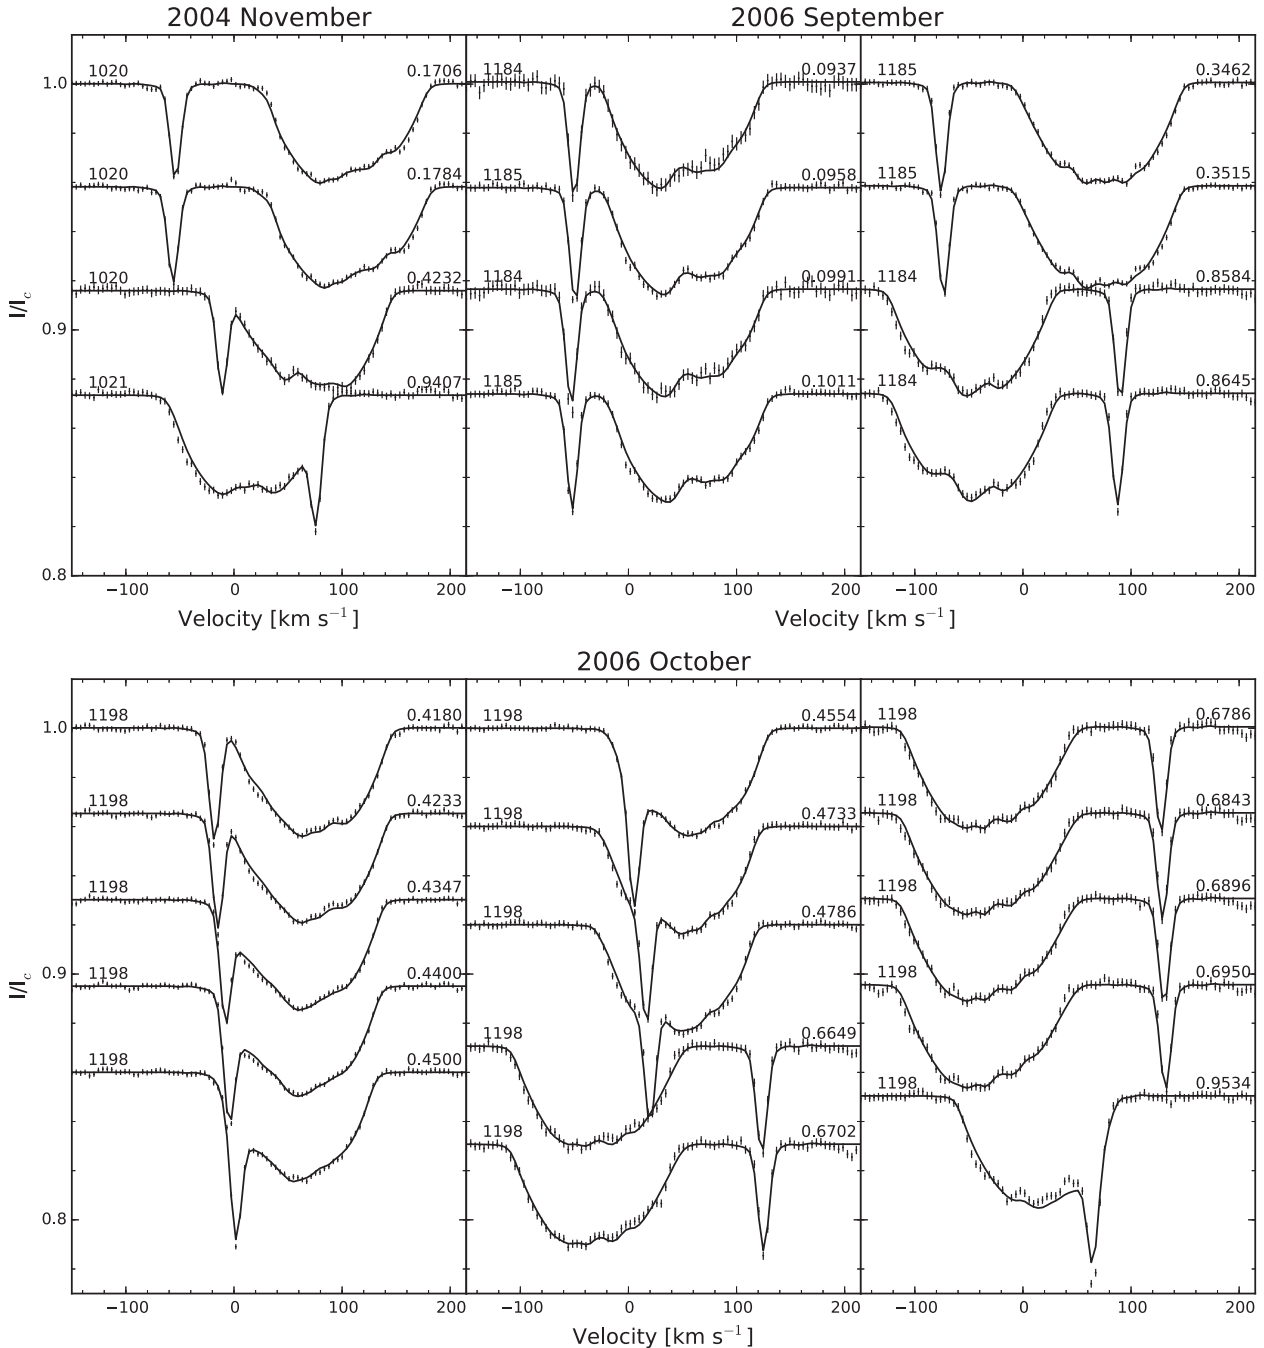 2004 November
2006 September
1020 0.1706
1020 0.1784
1020 0.4232
1021 0.9407
1184 0.0937
1185 0.0958
1184 0.0991
1185 0.1011
1185 0.3462
1185 0.3515
1184 0.8584
1184 0.8645
1.0
0.9
0.8
I/Ic
−100 0 100 200
−100 0 100 200
−100 0 100 200
Velocity [km s−1]
Velocity [km s−1]
2006 October
1198 0.4180
1198 0.4233
1198 0.4347
1198 0.4400
1198 0.4500
1198 0.4554
1198 0.4733
1198 0.4786
1198 0.6649
1198 0.6702
1198 0.6786
1198 0.6843
1198 0.6896
1198 0.6950
1198 0.9534
1.0
0.9
0.8
I/Ic
−100 0 100 200
−100 0 100 200
−100 0 100 200
Velocity [km s−1]